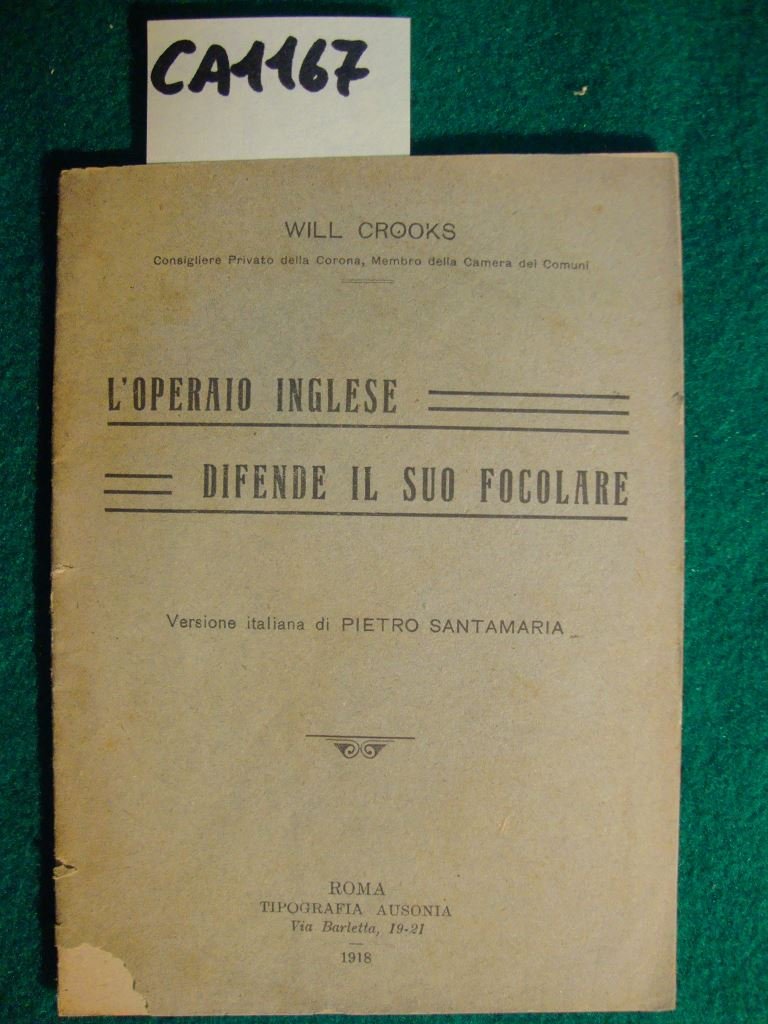 CA1167
WILL CROOKS
Consigliere Privato della Corona, Membro della Camera dei Comuni
L'OPERAIO INGLESE
DIFENDE IL SUO FOCOLARE
Versione italiana di PIETRO SANTAMARIA
ROMA
TIPOGRAFIA AUSONIA
Via Barletta, 19-21
1918